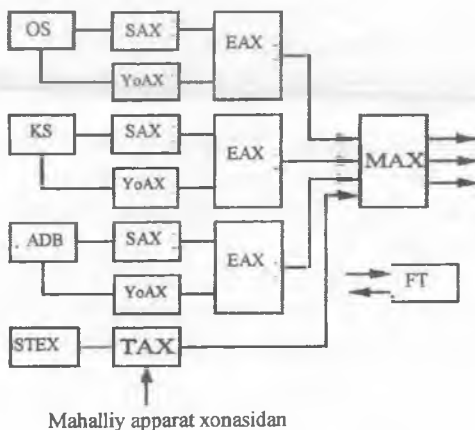 OS SAX EAX
YoAX
KS SAX EAX MAX
YoAX
ADB SAX EAX
YoAX FT
STEX TAX
Mahalliy apparat xonasidan